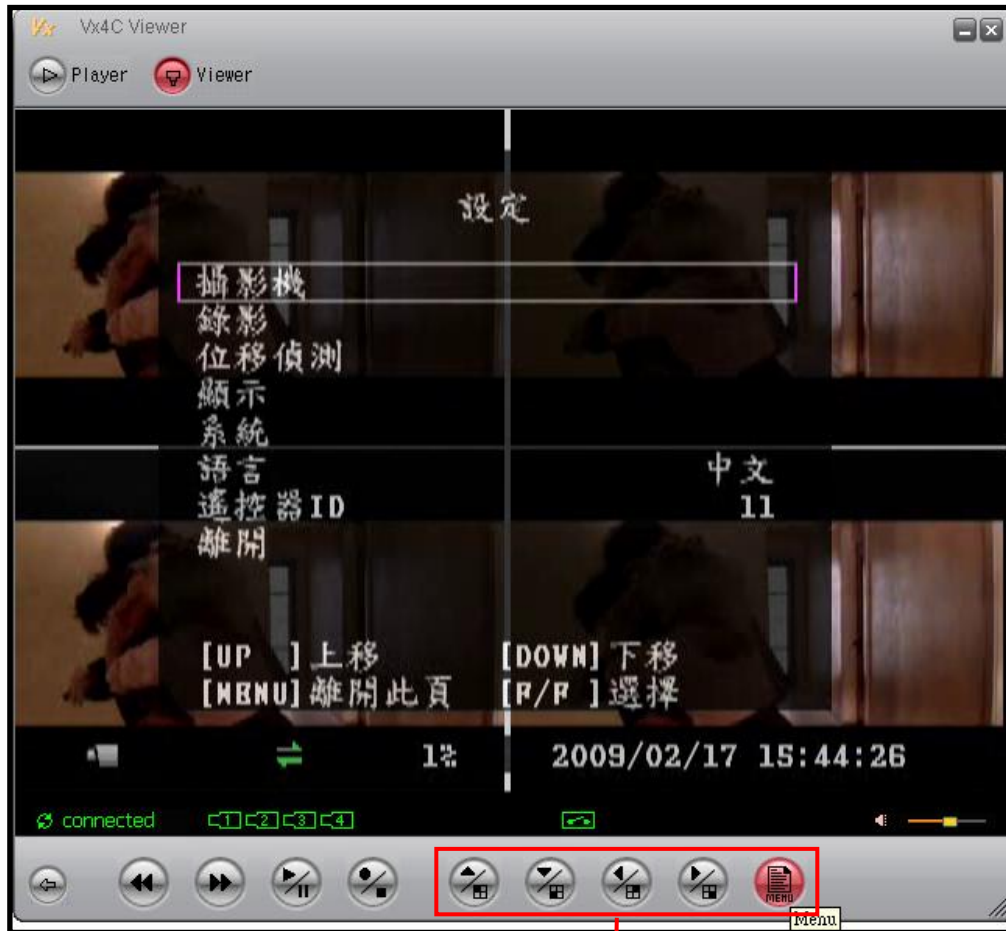 Vx Vx4C Viewer
Player Viewer
設定
攝影機
錄影
位移偵測
顯示
系統
語言 中文
遙控器ID 11
離開
[UP ]上移 [DOWN]下移
[MENU]離開此頁 [F/F ]選擇
1% 2009/02/17 15:44:26
connected 1 2 3 4
MENU
Menu